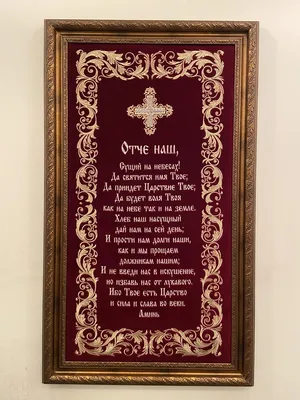 Отче наш,
Сущий на небесах!
Да святится имя Твое;
Да приидет Царствие Твое;
Да будет воля Твоя
как на небе так и на земле.
Хлеб наш насущный
дай нам на сей день;
И прости нам долги наши,
как и мы прощаем
должникам нашим;
И не введи нас в искушение,
но избавь нас от лукавого.
Ибо Твое есть Царство
и сила и слава во веки.
Аминь